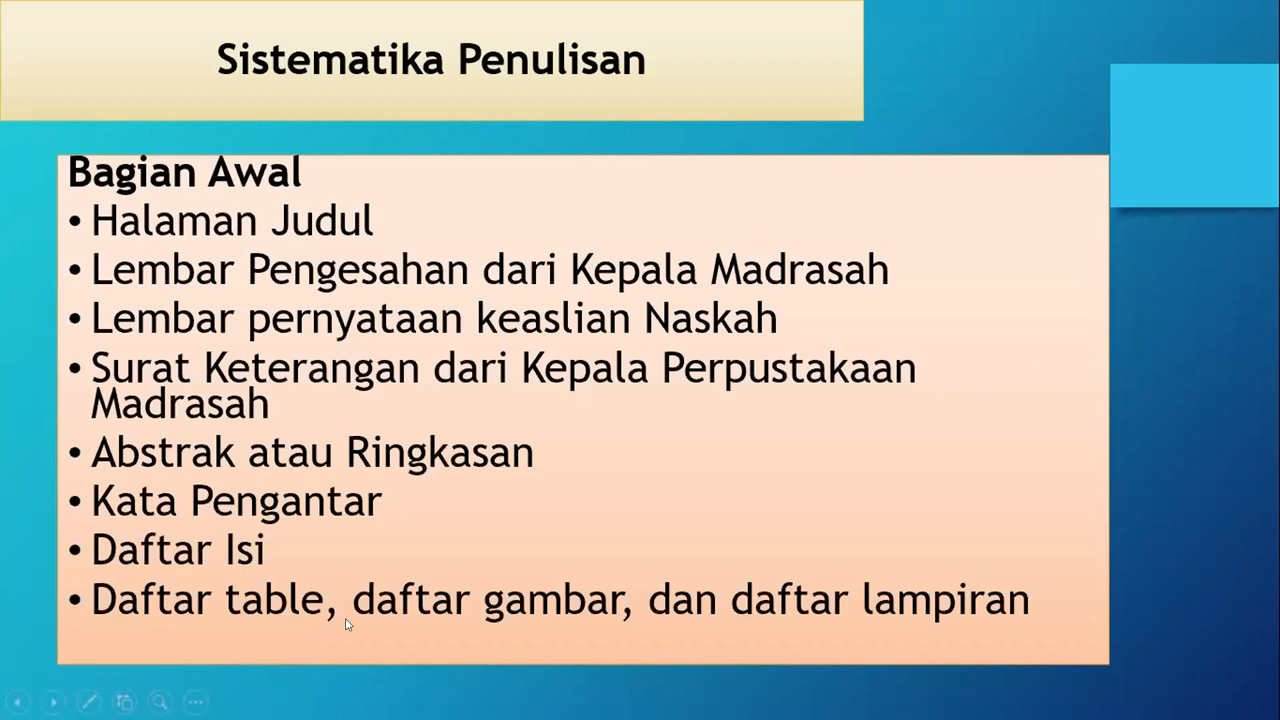 Sistematika Penulisan
Bagian Awal
• Halaman Judul
• Lembar Pengesahan dari Kepala Madrasah
• Lembar pernyataan keaslian Naskah
• Surat Keterangan dari Kepala Perpustakaan
Madrasah
• Abstrak atau Ringkasan
• Kata Pengantar
• Daftar Isi
• Daftar table, daftar gambar, dan daftar lampiran